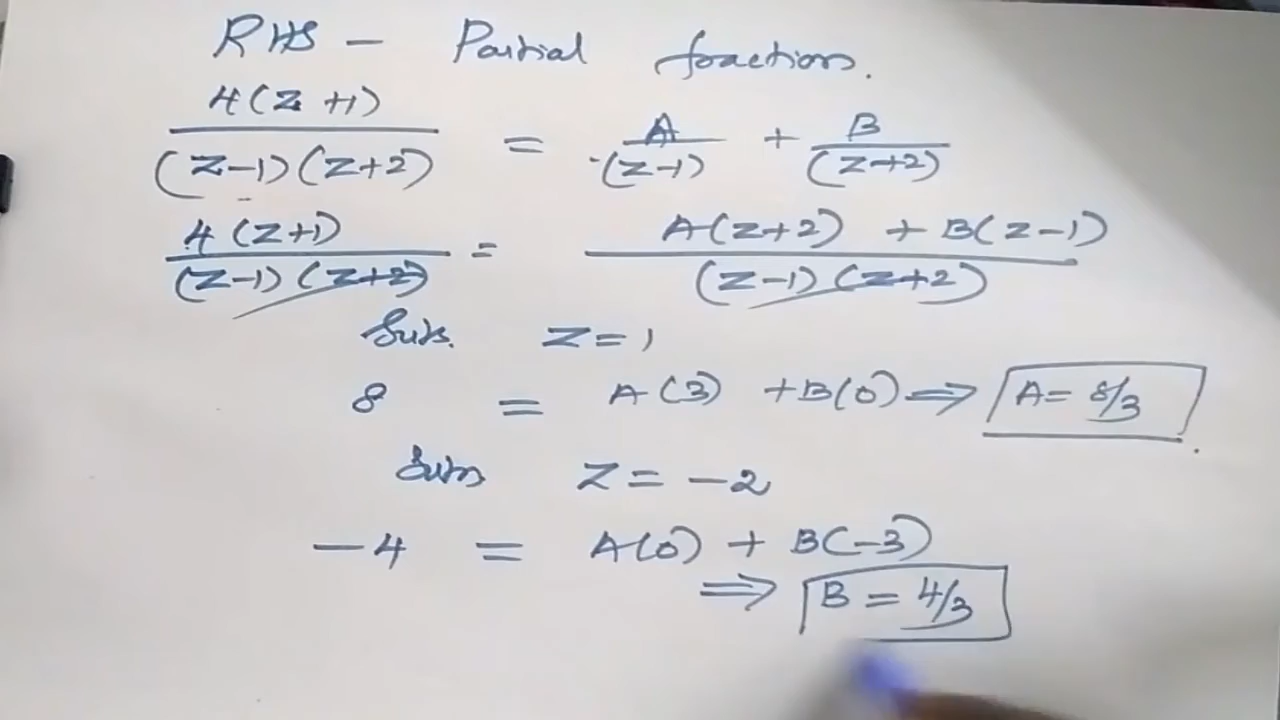 RHS - Partial fractions.
4(z+1) / (z-1)(z+2) = A / (z-1) + B / (z+2)
4(z+1) / (z-1)(z+2) = A(z+2) + B(z-1) / (z-1)(z+2)
Subs. z=1
8 = A(3) + B(0) ⇒ A = 8/3
Subs z = -2
-4 = A(0) + B(-3)
⇒ B = 4/3